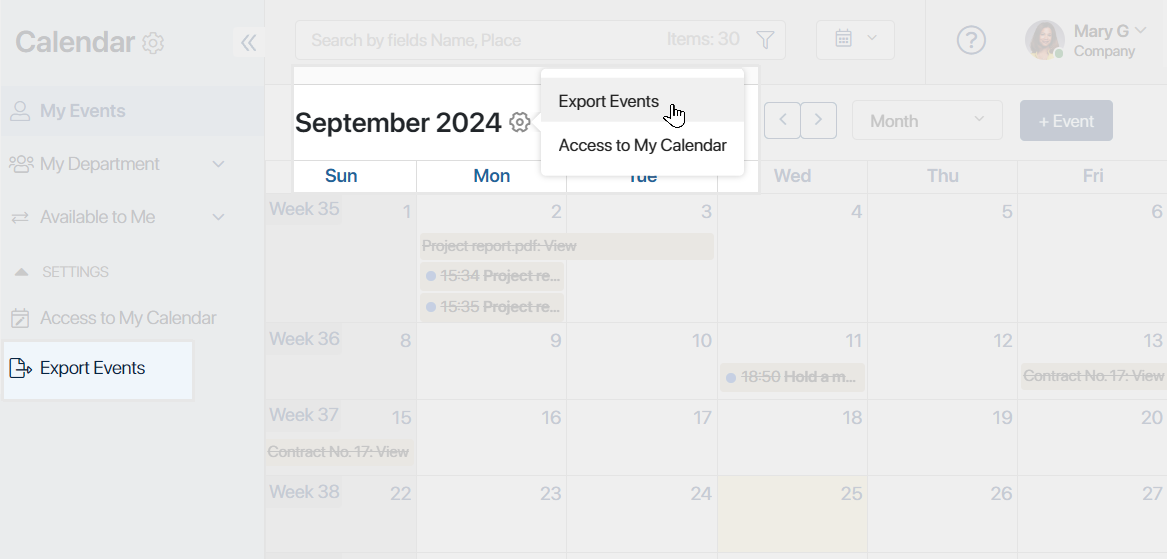 Calendar
Search by fields Name, Place
Items: 30
?
Mary G
Company
My Events
My Department
Available to Me
SETTINGS
Access to My Calendar
Export Events
September 2024
Export Events
Access to My Calendar
Month
+ Event
Sun Mon Tue Wed Thu Fri
Week 35 1 2 3 4 5 6
Project report.pdf: View
15:34 Project re...
15:35 Project re...
Week 36 8 9 10 11 12 13
18:50 Hold a m...
Contract No. 17: View
Week 37 15 16 17 18 19 20
Contract No. 17: View
Week 38 22 23 24 25 26 27